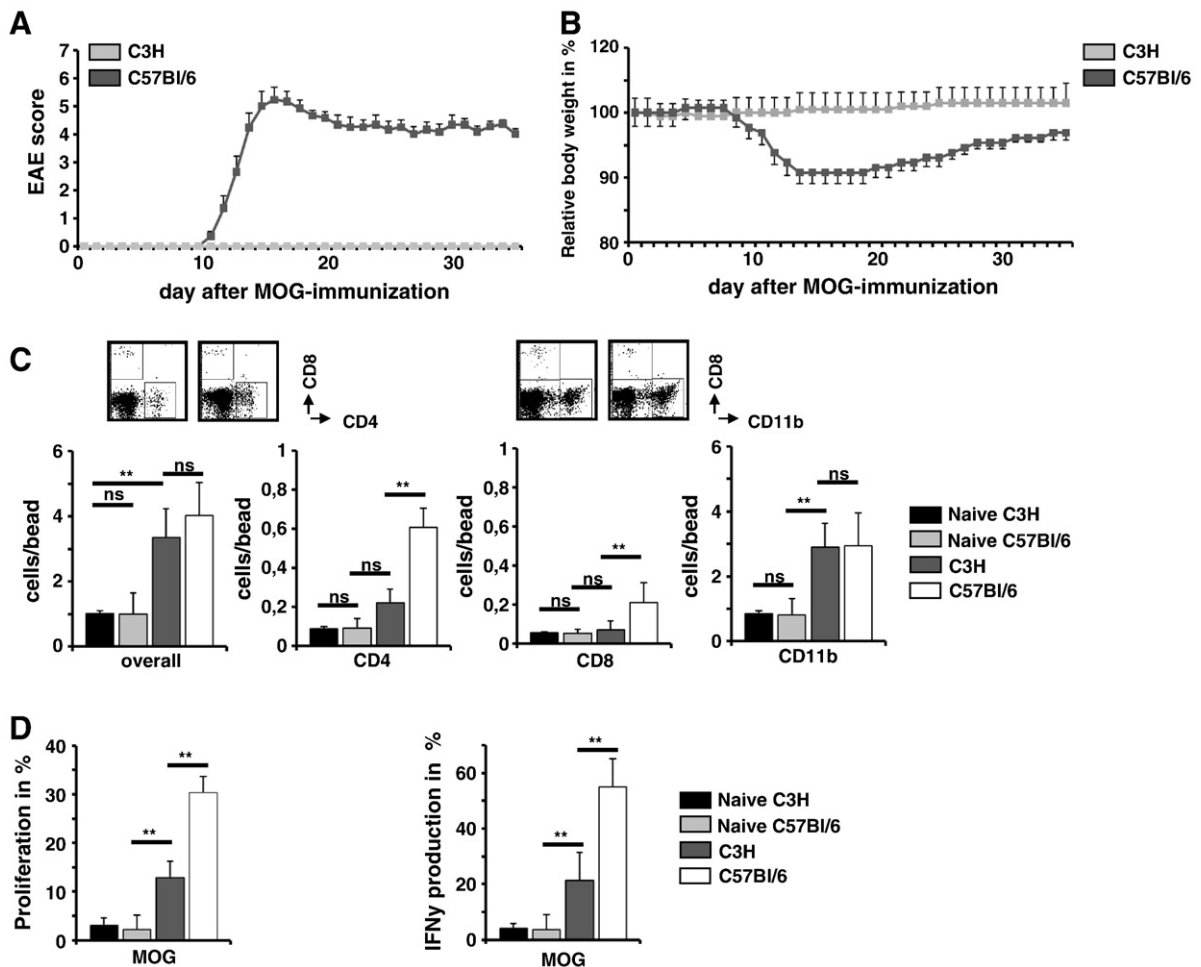 A
C3H
C57Bl/6
EAE score
7
6
5
4
3
2
1
0
0 10 20 30
day after MOG-immunization
B
C3H
C57Bl/6
Relative body weight in %
120
100
90
80
0 10 20 30
day after MOG-immunization
C
CD8
CD4
CD8
CD11b
cells/bead
6
4
2
0
**
ns
ns
overall
cells/bead
1
0,8
0,6
0,4
0,2
0
ns
ns
**
CD4
cells/bead
1
0,8
0,6
0,4
0,2
0
ns
ns
**
CD8
cells/bead
6
4
2
0
ns
**
ns
CD11b
Naive C3H
Naive C57Bl/6
C3H
C57Bl/6
D
Proliferation in %
40
30
20
10
0
**
**
MOG
IFNy production in %
60
40
20
0
**
**
MOG
Naive C3H
Naive C57Bl/6
C3H
C57Bl/6